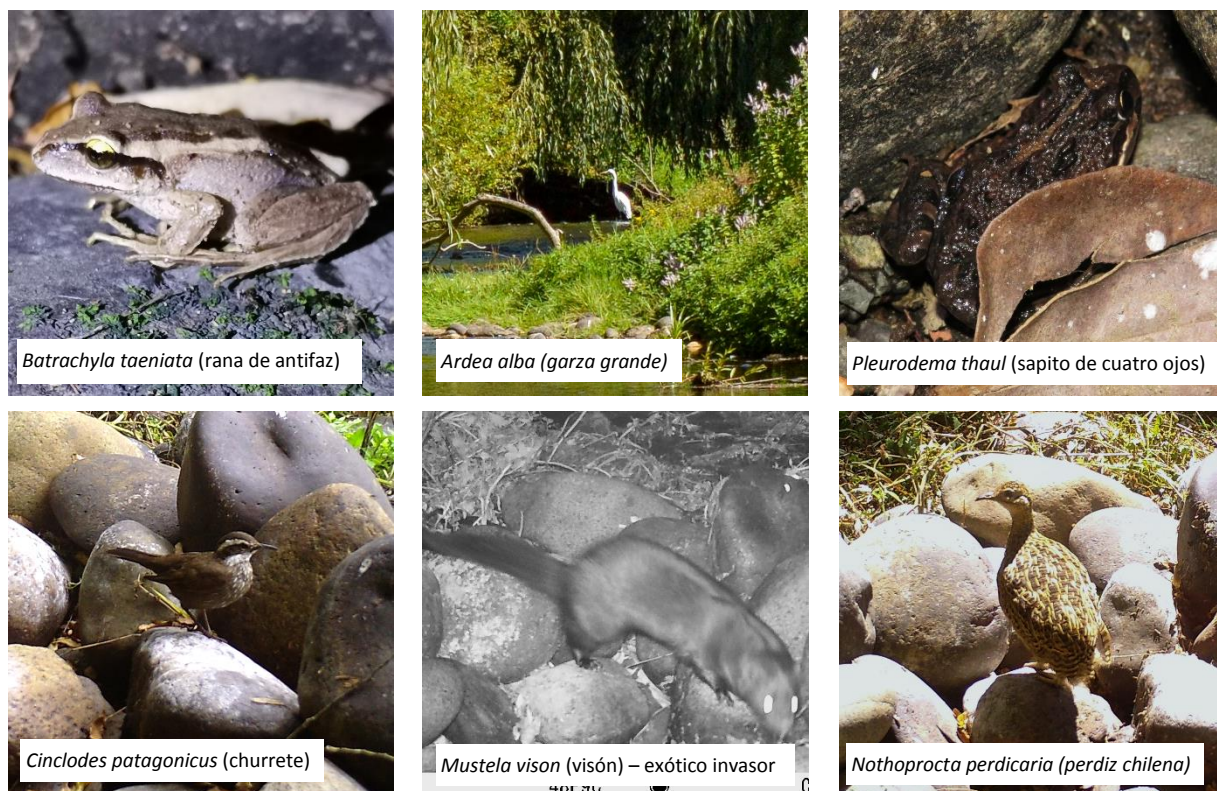 Batrachyla taeniata (rana de antifaz)
Ardea alba (garza grande)
Pleurodema thaul (sapito de cuatro ojos)
Cinclodes patagonicus (churrete)
Mustela vison (visón) – exótico invasor
Nothoprocta perdicaria (perdiz chilena)